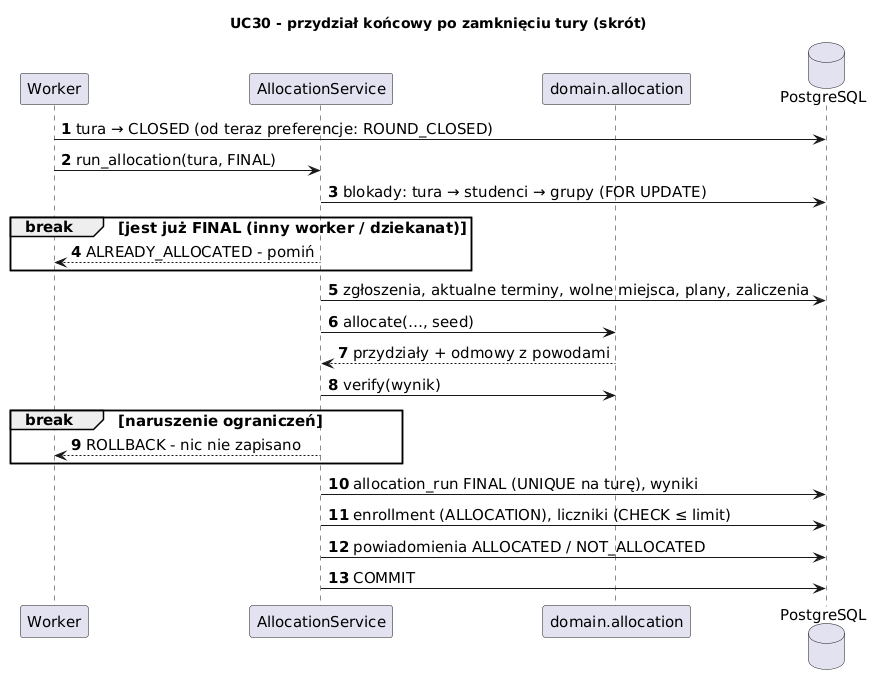 UC30 - przydział końcowy po zamknięciu tury (skrót)
Worker
AllocationService
domain.allocation
PostgreSQL
1 tura → CLOSED (od teraz preferencje: ROUND_CLOSED)
2 run_allocation(tura, FINAL)
3 blokady: tura → studenci → grupy (FOR UPDATE)
break [jest już FINAL (inny worker / dziekanat)]
4 ALREADY_ALLOCATED - pomiń
5 zgłoszenia, aktualne terminy, wolne miejsca, plany, zaliczenia
6 allocate(..., seed)
7 przydziały + odmowy z powodami
8 verify(wynik)
break [naruszenie ograniczeń]
9 ROLLBACK - nic nie zapisano
10 allocation_run FINAL (UNIQUE na turę), wyniki
11 enrollment (ALLOCATION), liczniki (CHECK ≤ limit)
12 powiadomienia ALLOCATED / NOT_ALLOCATED
13 COMMIT
Worker
AllocationService
domain.allocation
PostgreSQL